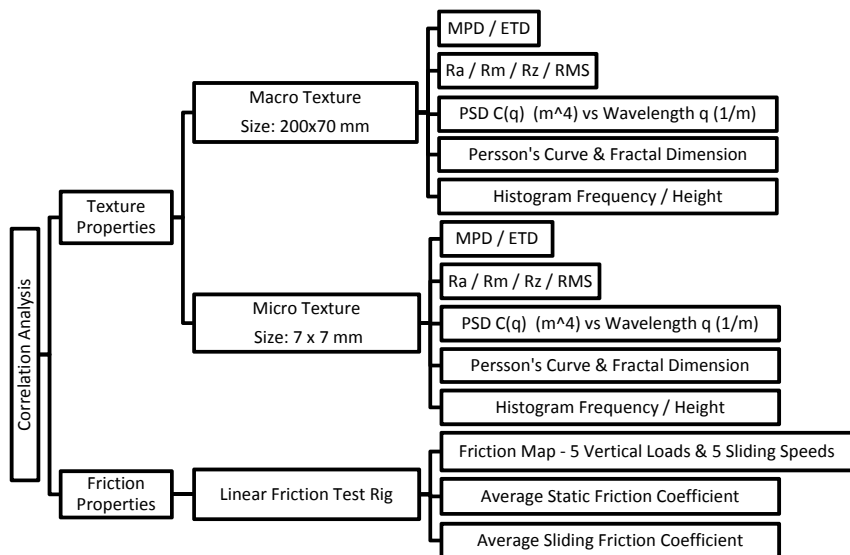 Correlation Analysis
Texture
Properties
Macro Texture
Size: 200x70 mm
MPD / ETD
Ra / Rm / Rz / RMS
PSD C(q) (m^4) vs Wavelength q (1/m)
Persson's Curve & Fractal Dimension
Histogram Frequency / Height
Micro Texture
Size: 7 x 7 mm
MPD / ETD
Ra / Rm / Rz / RMS
PSD C(q) (m^4) vs Wavelength q (1/m)
Persson's Curve & Fractal Dimension
Histogram Frequency / Height
Friction
Properties
Linear Friction Test Rig
Friction Map - 5 Vertical Loads & 5 Sliding Speeds
Average Static Friction Coefficient
Average Sliding Friction Coefficient